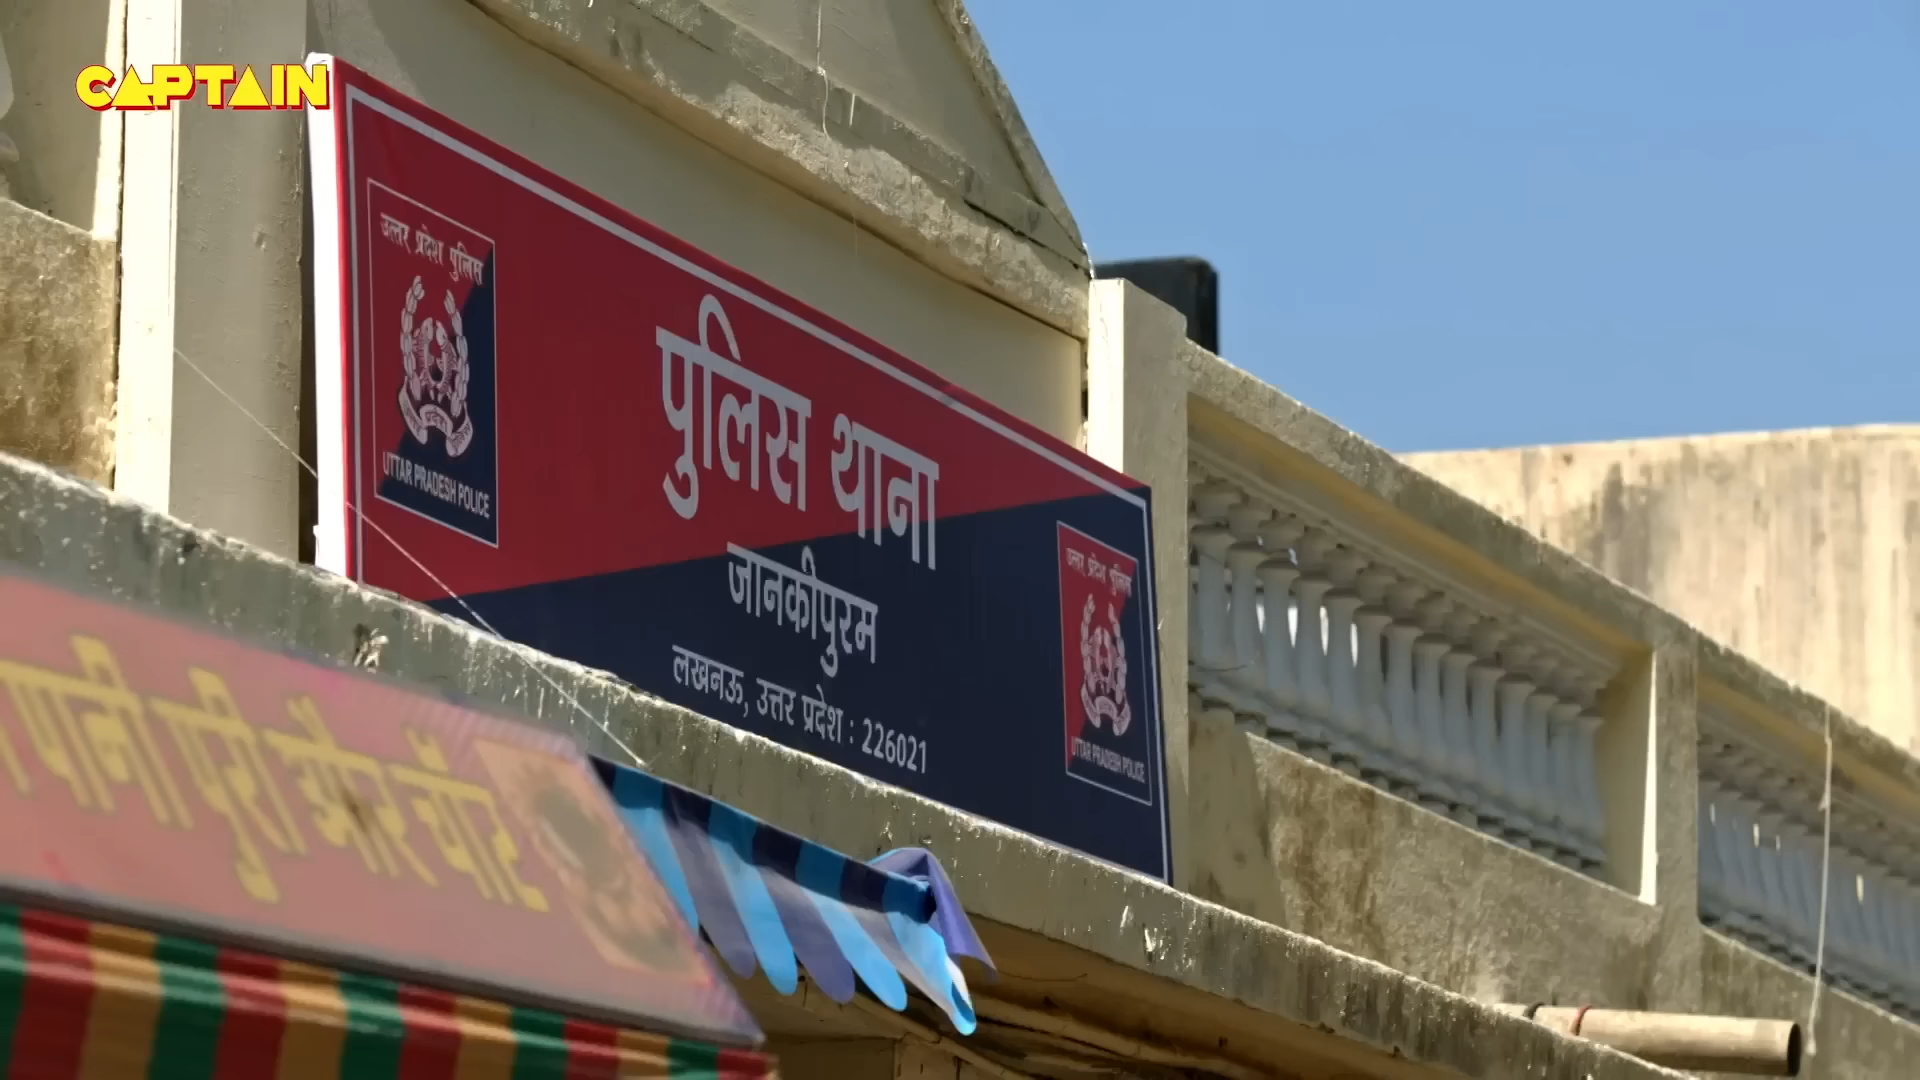 CAPTAIN
उत्तर प्रदेश पुलिस
UTTAR PRADESH POLICE
पुलिस थाना
जानकीपुरम
लखनऊ, उत्तर प्रदेश : 226021
उत्तर प्रदेश पुलिस
UTTAR PRADESH POLICE
पानी पुरी और चॉट